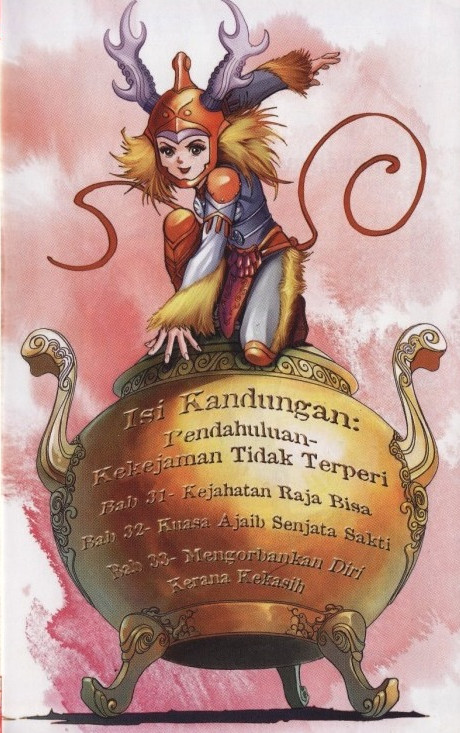 Isi Kandungan:
Pendahuluan-
Kekejaman Tidak Terperi
Bab 31- Kejahatan Raja Bisa
Bab 32- Kuasa Ajaib Senjata Sakti
Bab 33- Mengorbankan Diri
Kerana Kekasih